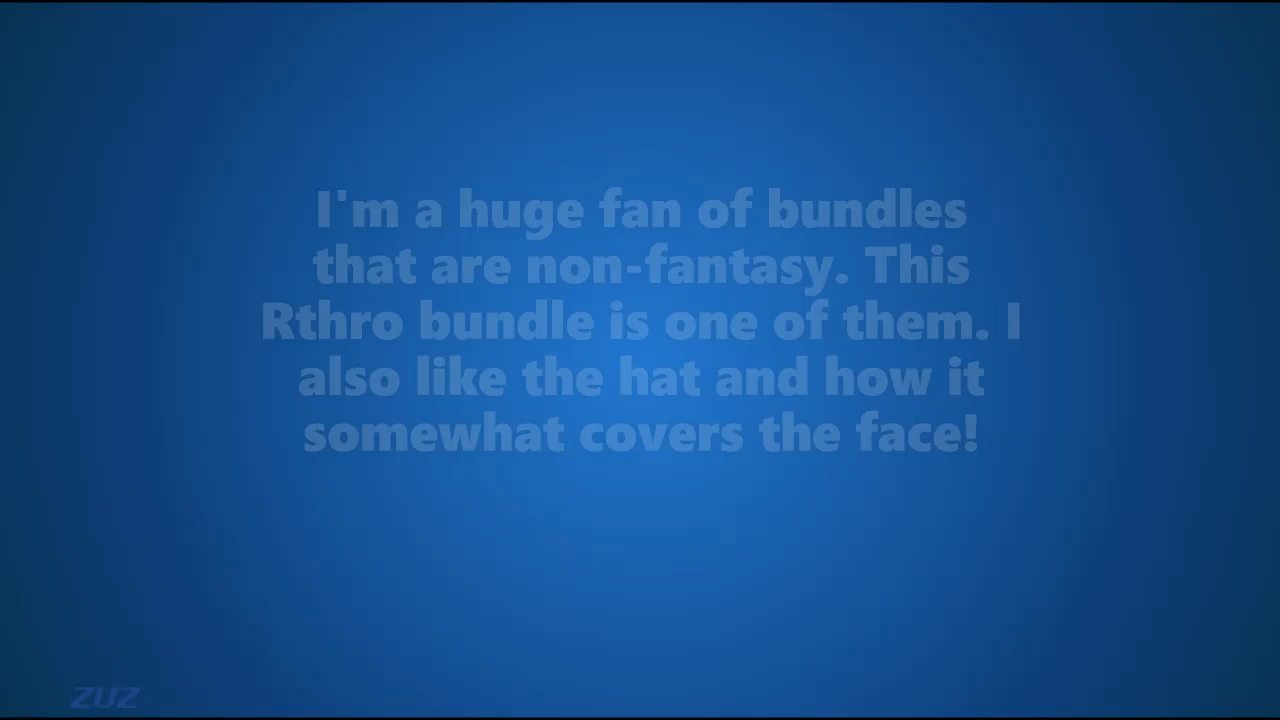 I'm a huge fan of bundles
that are non-fantasy. This
Rthro bundle is one of them. I
also like the hat and how it
somewhat covers the face!
ZUZ